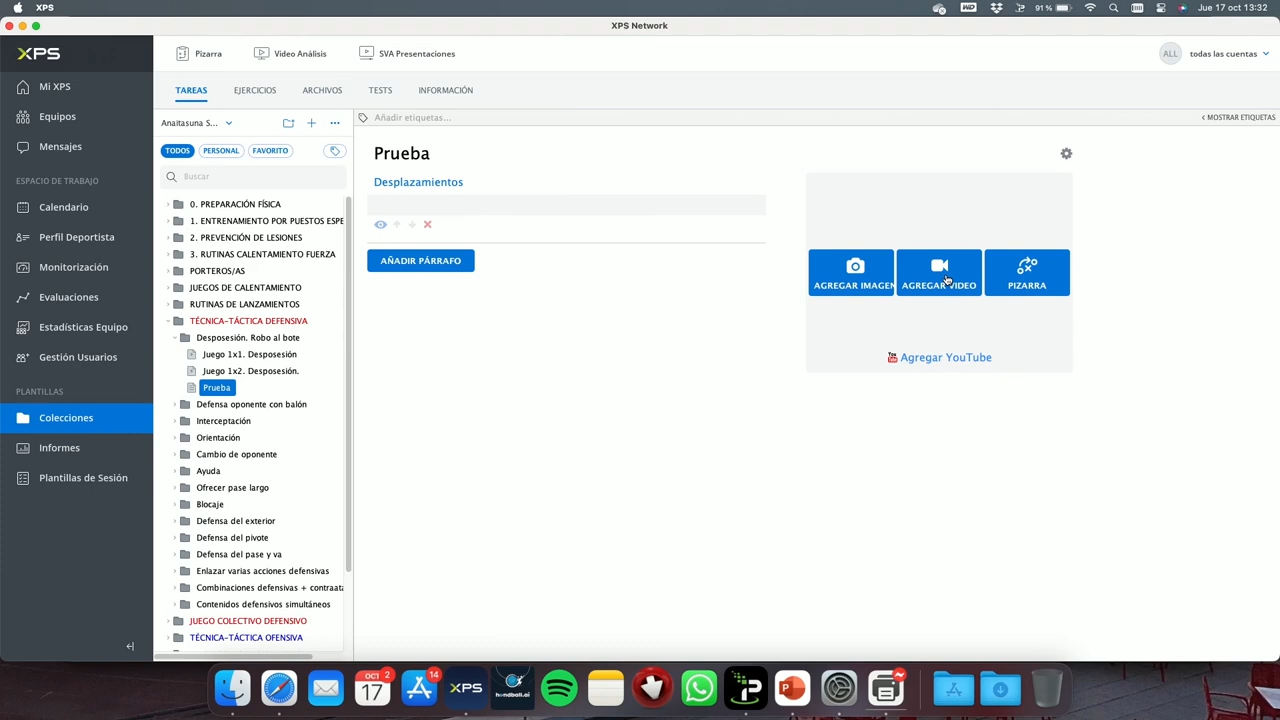 XPS
91 %
Jue 17 oct 13:32
XPS Network
XPS
Pizarra
Video Análisis
SVA Presentaciones
ALL
todas las cuentas
Mi XPS
Equipos
Mensajes
ESPACIO DE TRABAJO
Calendario
Perfil Deportista
Monitorización
Evaluaciones
Estadísticas Equipo
Gestión Usuarios
PLANTILLAS
Colecciones
Informes
Plantillas de Sesión
TAREAS
EJERCICIOS
ARCHIVOS
TESTS
INFORMACIÓN
Anaitasuna S...
TODOS
PERSONAL
FAVORITO
Buscar
0. PREPARACIÓN FÍSICA
1. ENTRENAMIENTO POR PUESTOS ESPE
2. PREVENCIÓN DE LESIONES
3. RUTINAS CALENTAMIENTO FUERZA
PORTEROS/AS
JUEGOS DE CALENTAMIENTO
RUTINAS DE LANZAMIENTOS
TÉCNICA-TÁCTICA DEFENSIVA
Desposesión. Robo al bote
Juego 1x1. Desposesión
Juego 1x2. Desposesión.
Prueba
Defensa oponente con balón
Interceptación
Orientación
Cambio de oponente
Ayuda
Ofrecer pase largo
Blocaje
Defensa del exterior
Defensa del pivote
Defensa del pase y va
Enlazar varias acciones defensivas
Combinaciones defensivas + contraata
Contenidos defensivos simultáneos
JUEGO COLECTIVO DEFENSIVO
TÉCNICA-TÁCTICA OFENSIVA
Añadir etiquetas...
< MOSTRAR ETIQUETAS
Prueba
Desplazamientos
AÑADIR PÁRRAFO
AGREGAR IMAGEN
AGREGAR VIDEO
PIZARRA
You Tube
Agregar YouTube
OCT 2
17
14
XPS
handball.ai